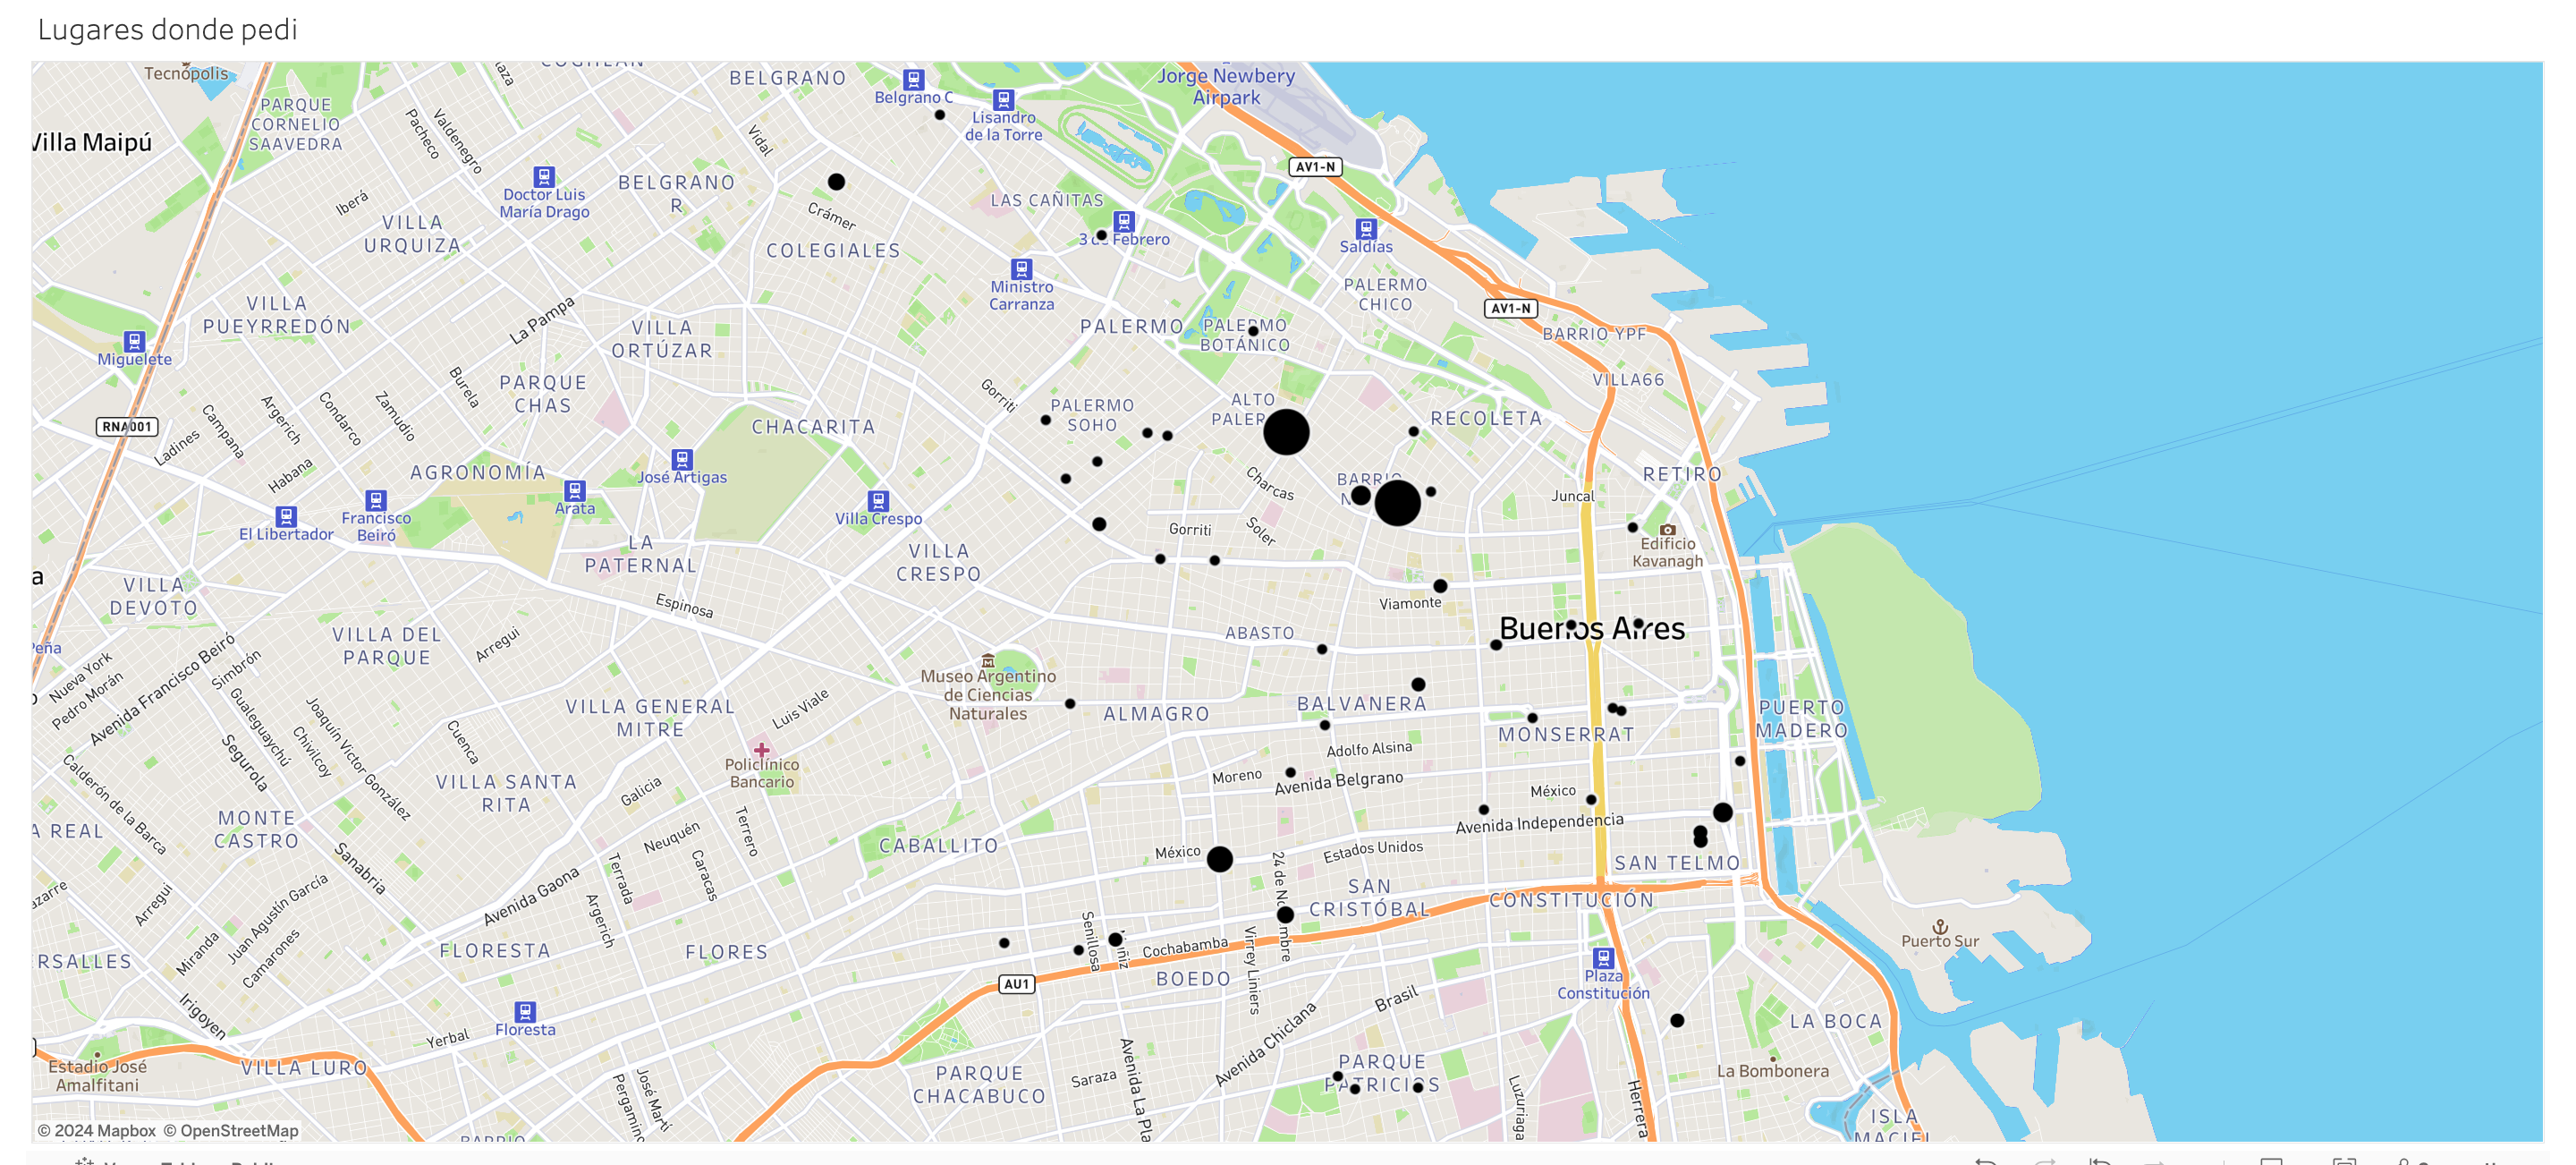 Lugares donde pedi
Tecnópolis
COGHLAN
BELGRANO
Belgrano C
Jorge Newbery
Airpark
PARQUE
CORNELIO
SAAVEDRA
Pacheco
Valdenegro
Vidal
Lisandro
de la Torre
Villa Maipú
AV1-N
Doctor Luis
María Drago
BELGRANO
R
Iberá
LAS CAÑITAS
Crámer
VILLA
URQUIZA
COLEGIALES
3 de Febrero
Saldías
Ministro
Carranza
PALERMO
CHICO
AV1-N
VILLA
PUEYRREDÓN
La Pampa
VILLA
ORTÚZAR
PALERMO
PALERMO
BOTÁNICO
BARRIO YPF
Miguelete
Burela
PARQUE
CHAS
Gorriti
VILLA66
Campana
Argerich
Condarco
Zamudio
PALERMO
SOHO
ALTO
PALER
RECOLETA
RNA001
Ladines
CHACARITA
Habana
AGRONOMÍA
José Artigas
Charcas
BARRIO
N
RETIRO
Juncal
Arata
Villa Crespo
Francisco
Beiró
El Libertador
Gorriti
Soler
Edificio
Kavanagh
LA
PATERNAL
VILLA
CRESPO
a
VILLA
DEVOTO
Espinosa
Viamonte
VILLA DEL
PARQUE
Arregui
ABASTO
Buenos Aires
Peña
Nueva York
Pedro Morán
Avenida Francisco Beiró
Simbrón
Museo Argentino
de Ciencias
Naturales
Gualeguaychú
Joaquín Víctor González
Chivilcoy
Segurola
Cuenca
VILLA GENERAL
MITRE
Luis Viale
ALMAGRO
BALVANERA
MONSERRAT
PUERTO
MADERO
Adolfo Alsina
Policlínico
Bancario
Calderón de la Barca
VILLA SANTA
RITA
Galicia
Moreno
Avenida Belgrano
México
MONTE
CASTRO
A REAL
Terrero
Neuquén
Avenida Independencia
CABALLITO
México
Estados Unidos
SAN TELMO
Sanabria
Caracas
Terrada
24 de Noviembre
Juan Agustín García
Avenida Gaona
Arregui
SAN
CRISTÓBAL
CONSTITUCIÓN
Argerich
Senillosa
Muñiz
Cochabamba
Miranda
Camarones
FLORESTA
FLORES
RSALLES
Virrey Liniers
Puerto Sur
AU1
BOEDO
Plaza
Constitución
Brasil
Irigoyen
Floresta
LA BOCA
Yerbal
Avenida Chiclana
Estadio José
Amalfitani
VILLA LURO
PARQUE
CHACABUCO
Saraza
Avenida La Pla
PARQUE
PATRICIOS
Luzuriaga
Herrera
La Bombonera
Pergamino
José Martí
ISLA
MACIEL
© 2024 Mapbox © OpenStreetMap
BARRIO